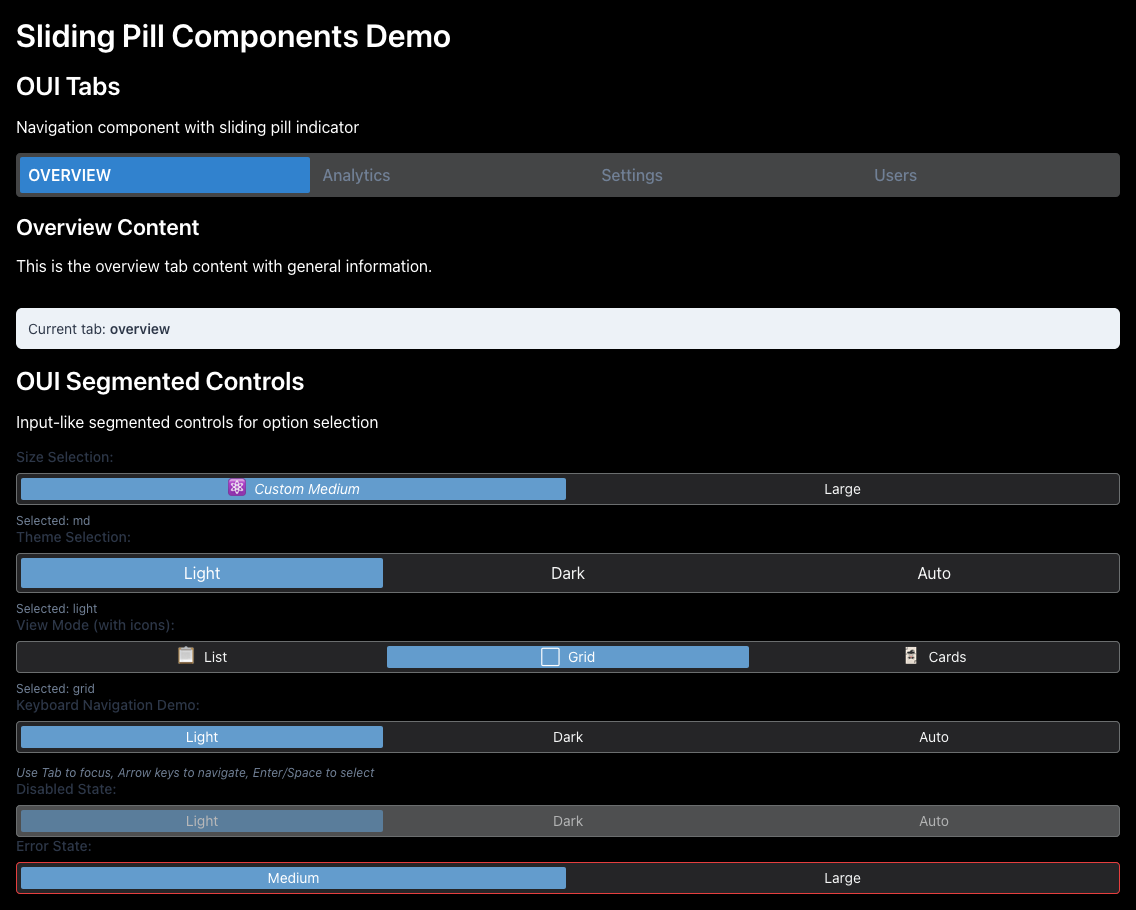 Sliding Pill Components Demo
OUI Tabs
Navigation component with sliding pill indicator
OVERVIEW Analytics Settings Users
Overview Content
This is the overview tab content with general information.
Current tab: overview
OUI Segmented Controls
Input-like segmented controls for option selection
Size Selection:
Custom Medium Large
Selected: md
Theme Selection:
Light Dark Auto
Selected: light
View Mode (with icons):
List Grid Cards
Selected: grid
Keyboard Navigation Demo:
Light Dark Auto
Use Tab to focus, Arrow keys to navigate, Enter/Space to select
Disabled State:
Light Dark Auto
Error State:
Medium Large